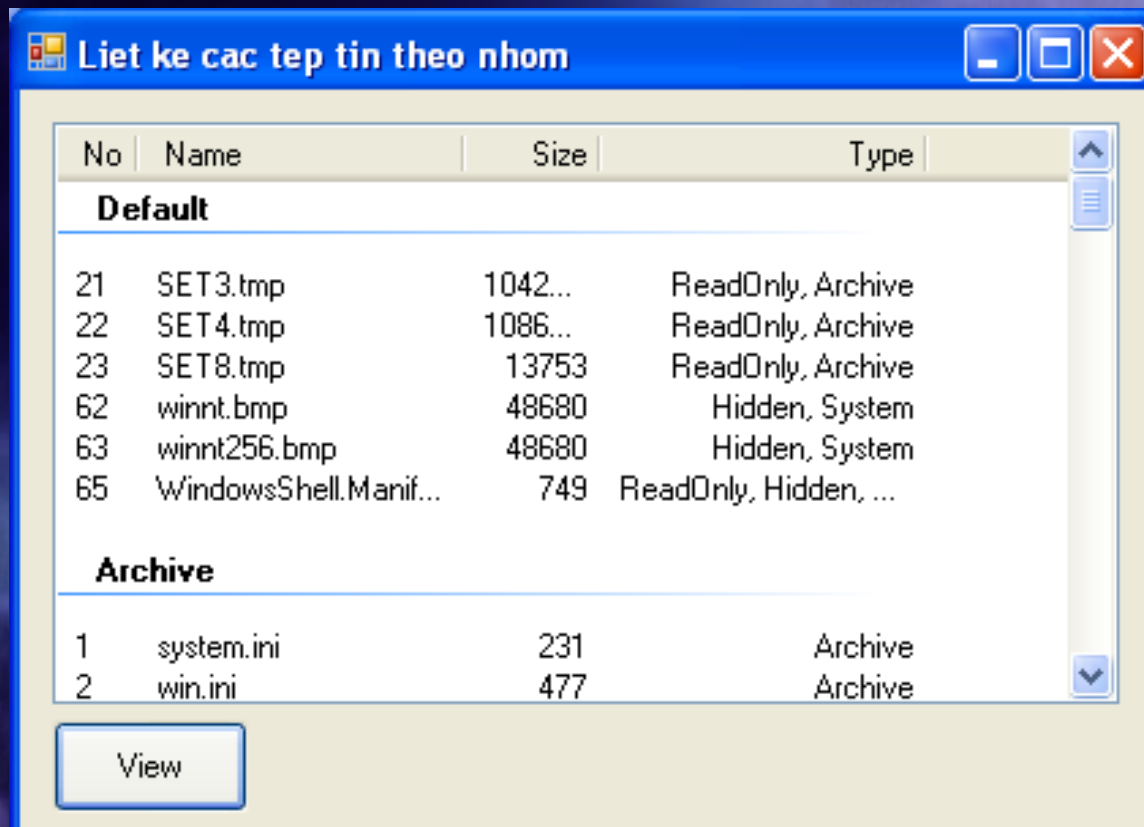 Liet ke cac tep tin theo nhom
No Name Size Type
Default
21 SET3.tmp 1042... ReadOnly, Archive
22 SET4.tmp 1086... ReadOnly, Archive
23 SET8.tmp 13753 ReadOnly, Archive
62 winnt.bmp 48680 Hidden, System
63 winnt256.bmp 48680 Hidden, System
65 WindowsShell.Manif... 749 ReadOnly, Hidden, ...
Archive
1 system.ini 231 Archive
2 win.ini 477 Archive
View